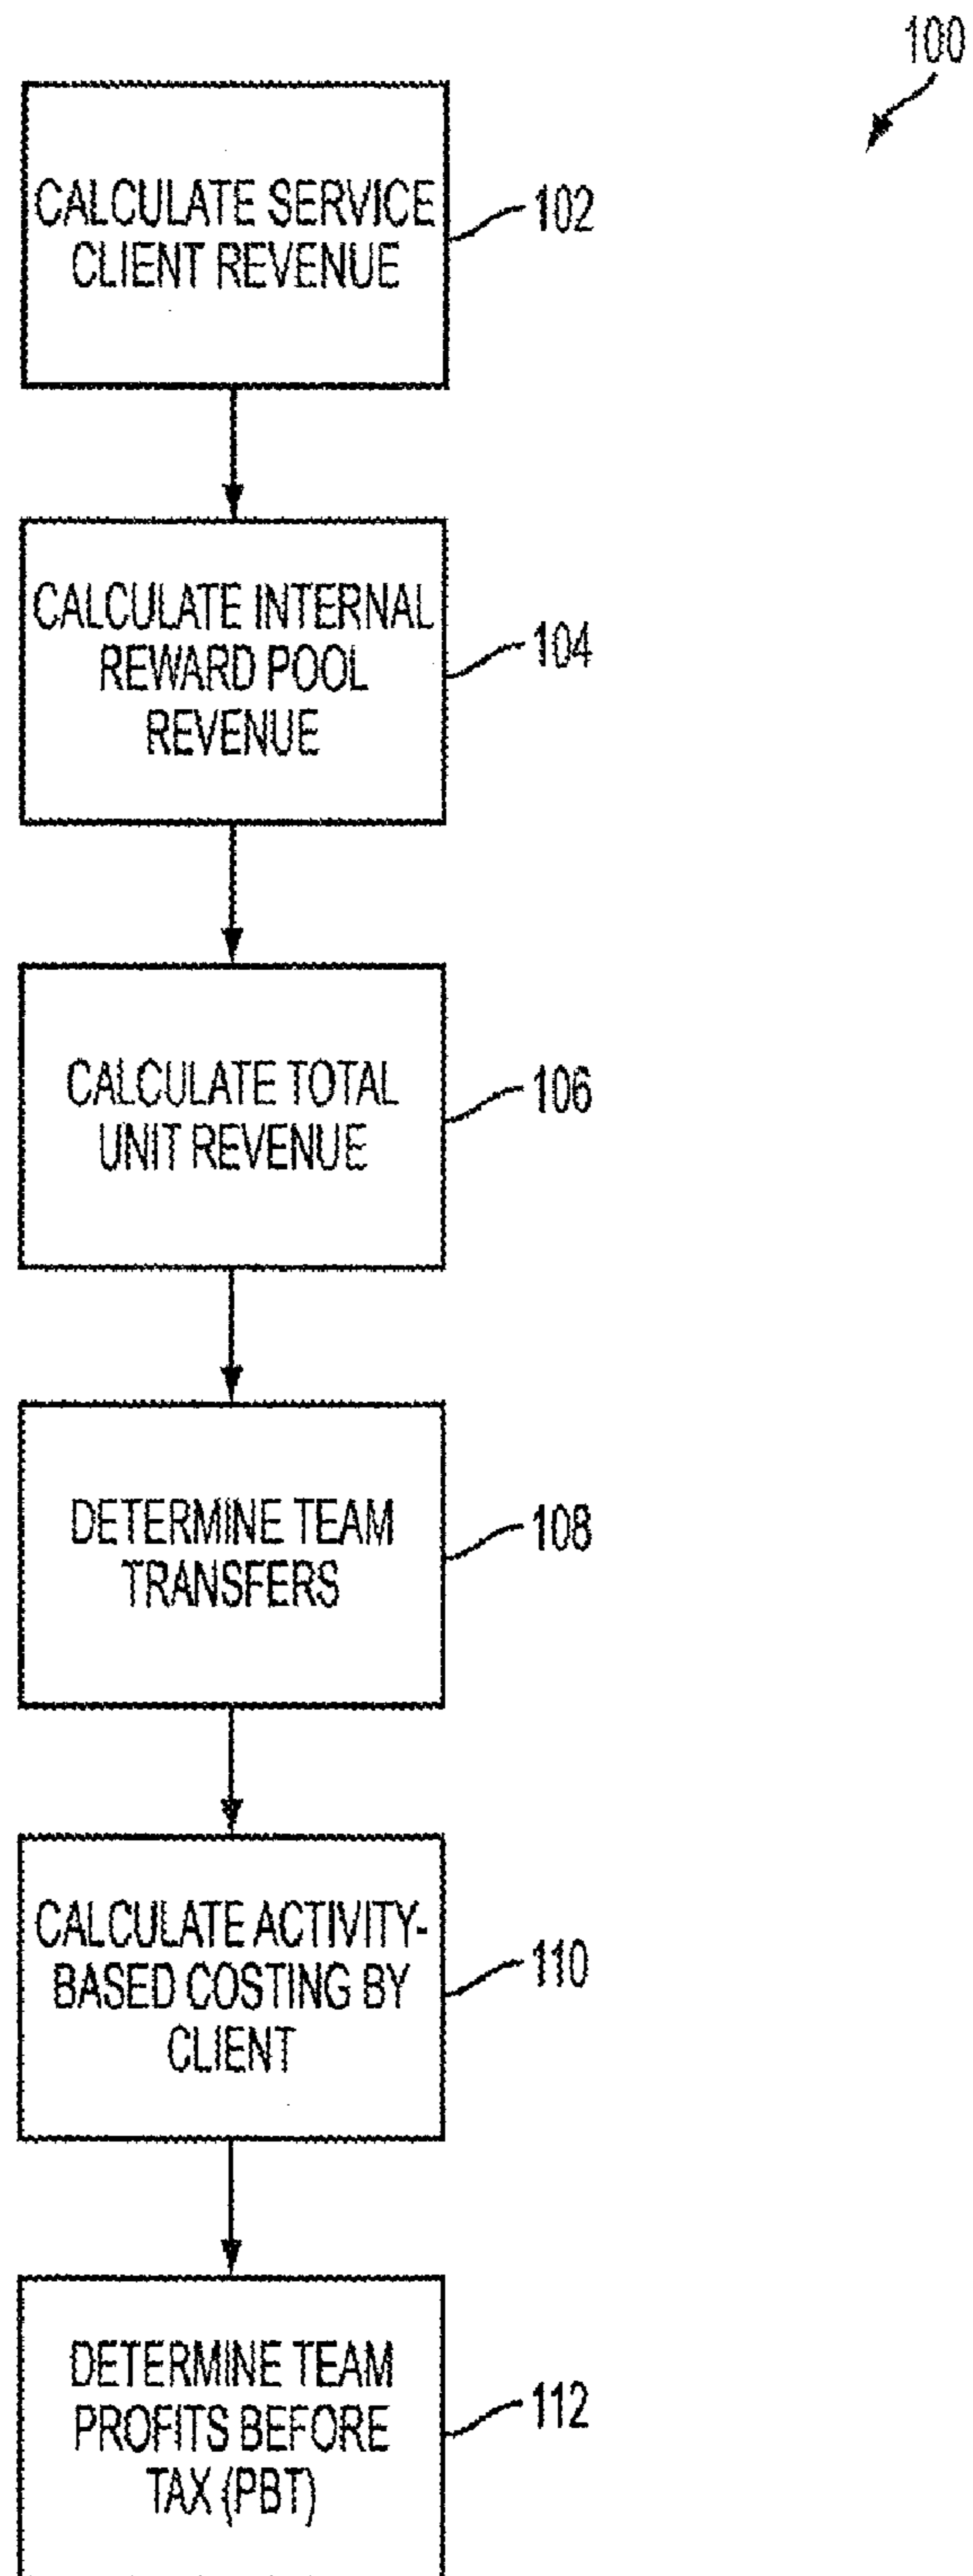 100
CALCULATE SERVICE
CLIENT REVENUE
102
CALCULATE INTERNAL
REWARD POOL
REVENUE
104
CALCULATE TOTAL
UNIT REVENUE
106
DETERMINE TEAM
TRANSFERS
108
CALCULATE ACTIVITY-
BASED COSTING BY
CLIENT
110
DETERMINE TEAM
PROFITS BEFORE
TAX (PBT)
112